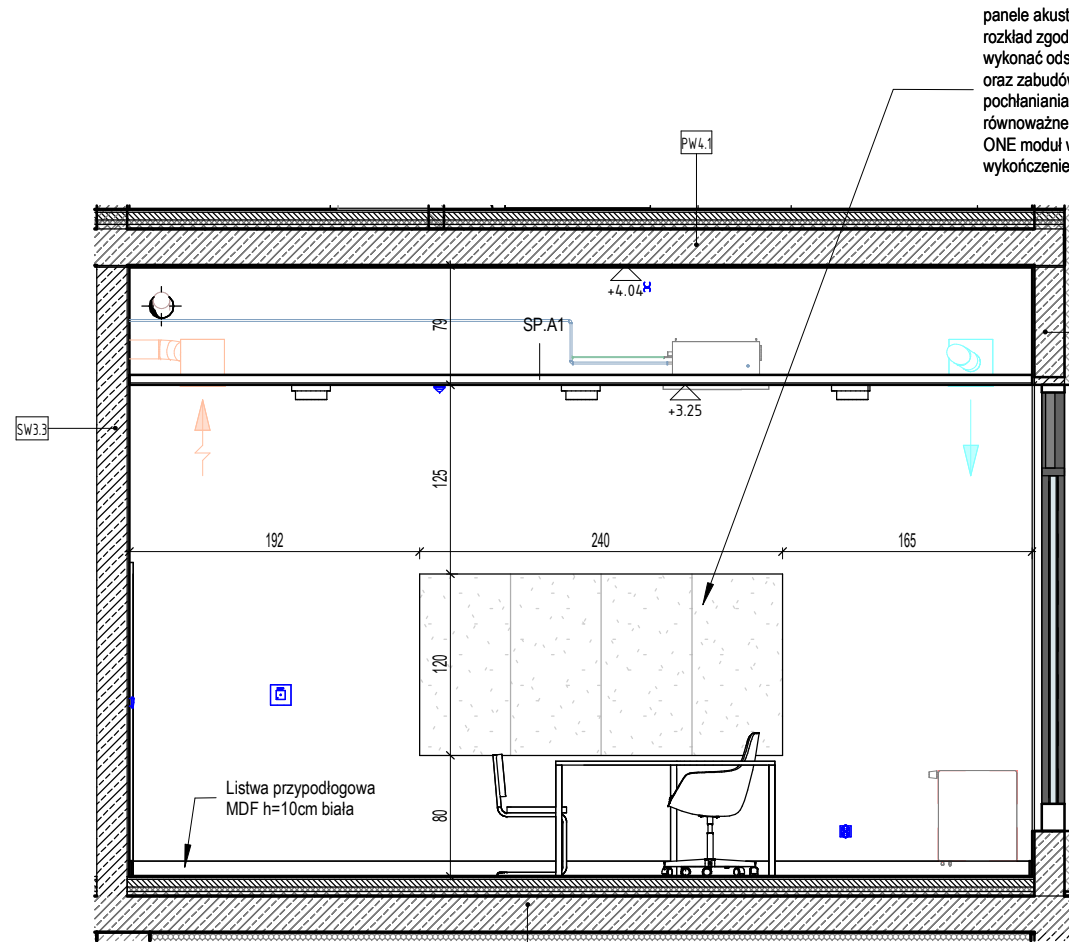 panele akust
rozkład zgod
wykonać ods
oraz zabudów
pochłaniania
równoważne
ONE moduł w
wykończenie
PW4.1
+4.04
79
SP.A1
+3.25
SW3.3
125
192
240
165
120
Listwa przypodłogowa
MDF h=10cm biała
80